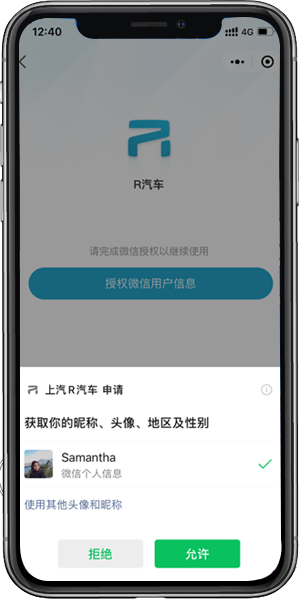 12:40
4G
R汽车
请完成微信授权以继续使用
授权微信用户信息
上汽R汽车 申请
获取你的昵称、头像、地区及性别
Samantha
微信个人信息
使用其他头像和昵称
拒绝
允许